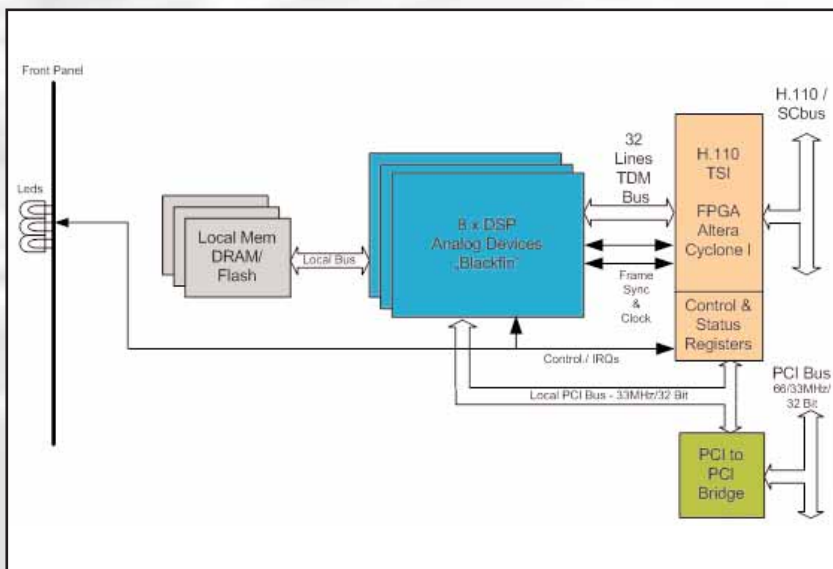 Front Panel
Leds
Local Mem
DRAM/
Flash
Local Bus
8 x DSP
Analog Devices
„Blackfin“
32
Lines
TDM
Bus
Frame
Sync
&
Clock
H.110
TSI
FPGA
Altera
Cyclone I
Control &
Status
Registers
H.110 /
SCbus
Control / IRQs
Local PCI Bus - 33MHz/32 Bit
PCI Bus
66/33MHz/
32 Bit
PCI to
PCI
Bridge